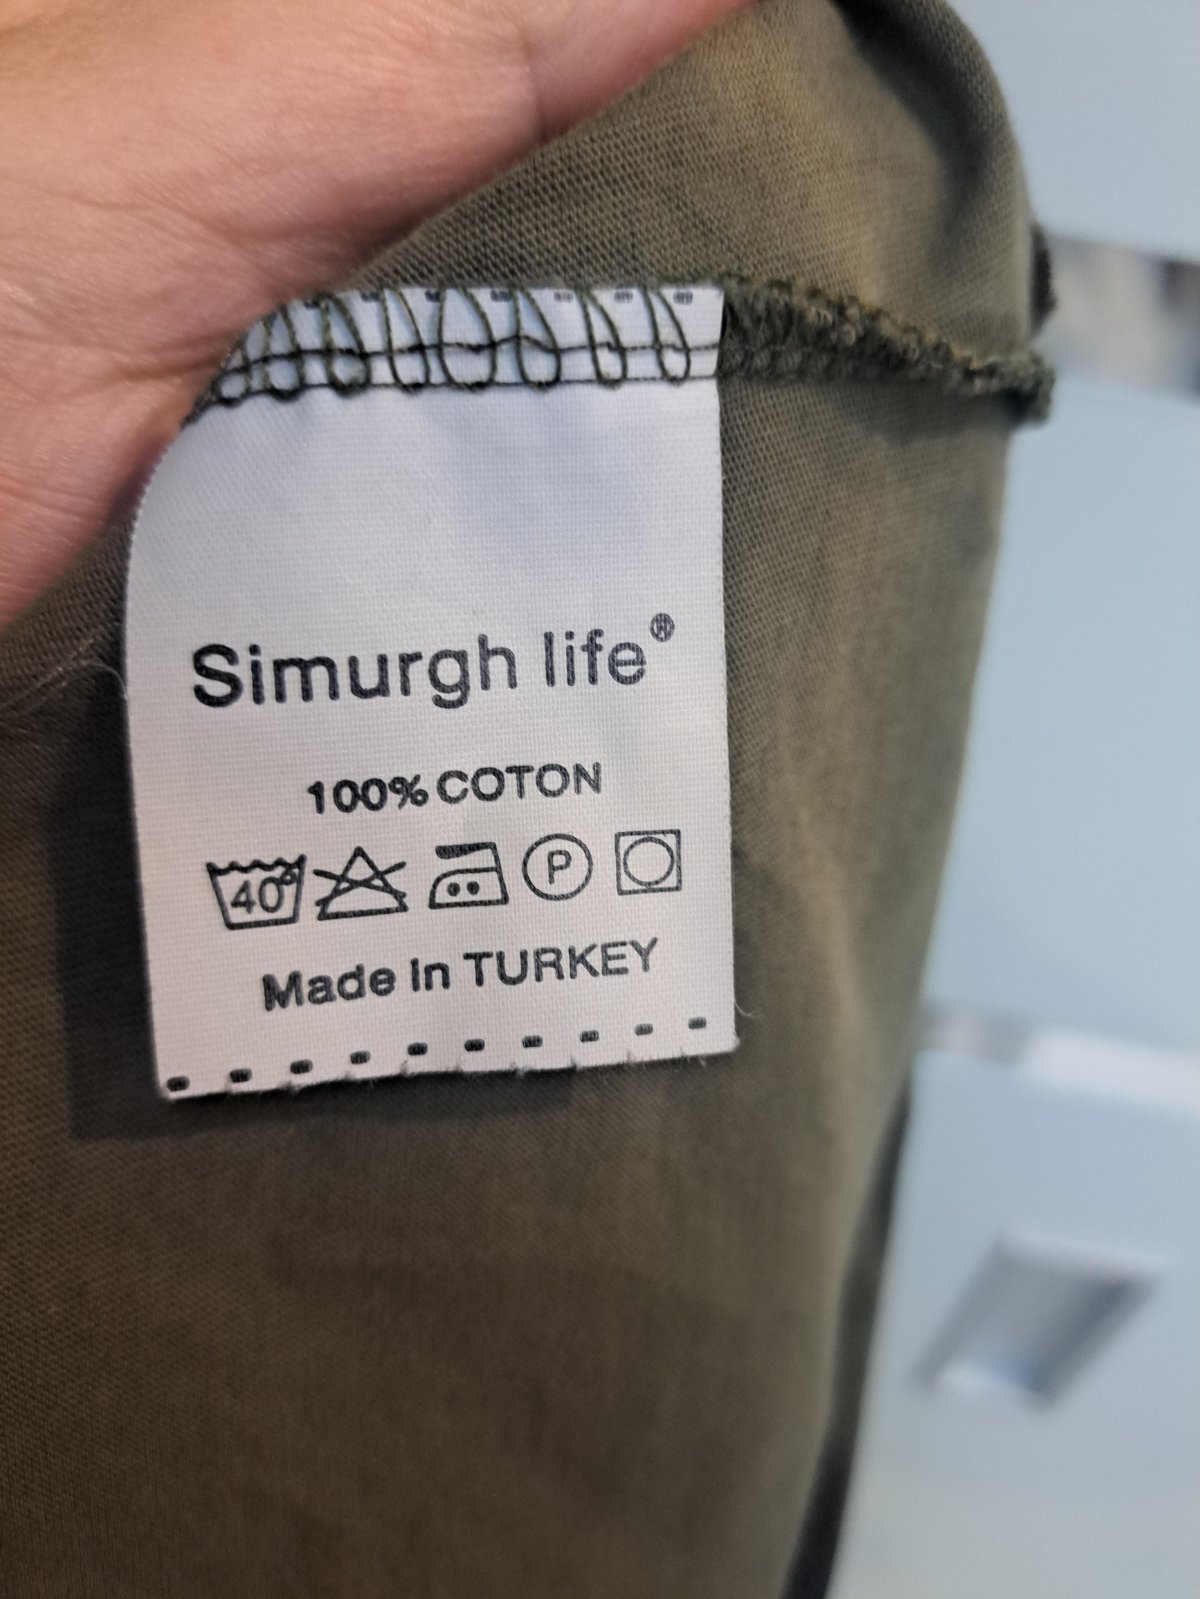 Simurgh life®
100% COTON
40° P
Made in TURKEY